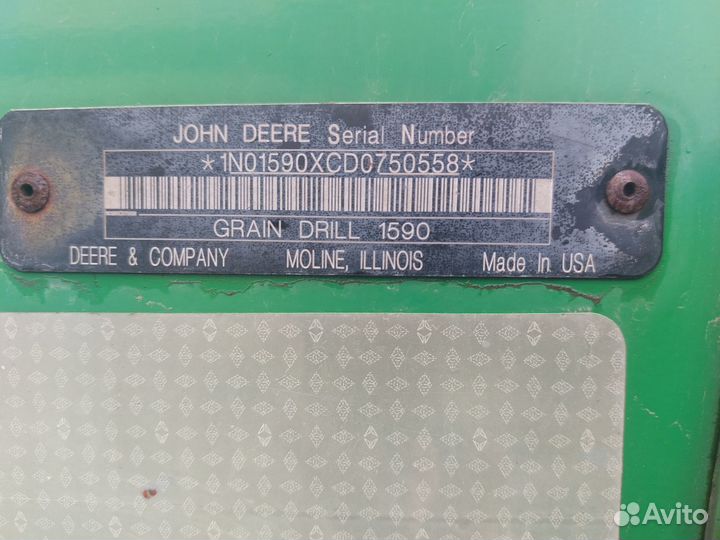 JOHN DEERE Serial Number
*1N01590XCD0750558*
GRAIN DRILL 1590
DEERE & COMPANY MOLINE, ILLINOIS Made In USA
Avito